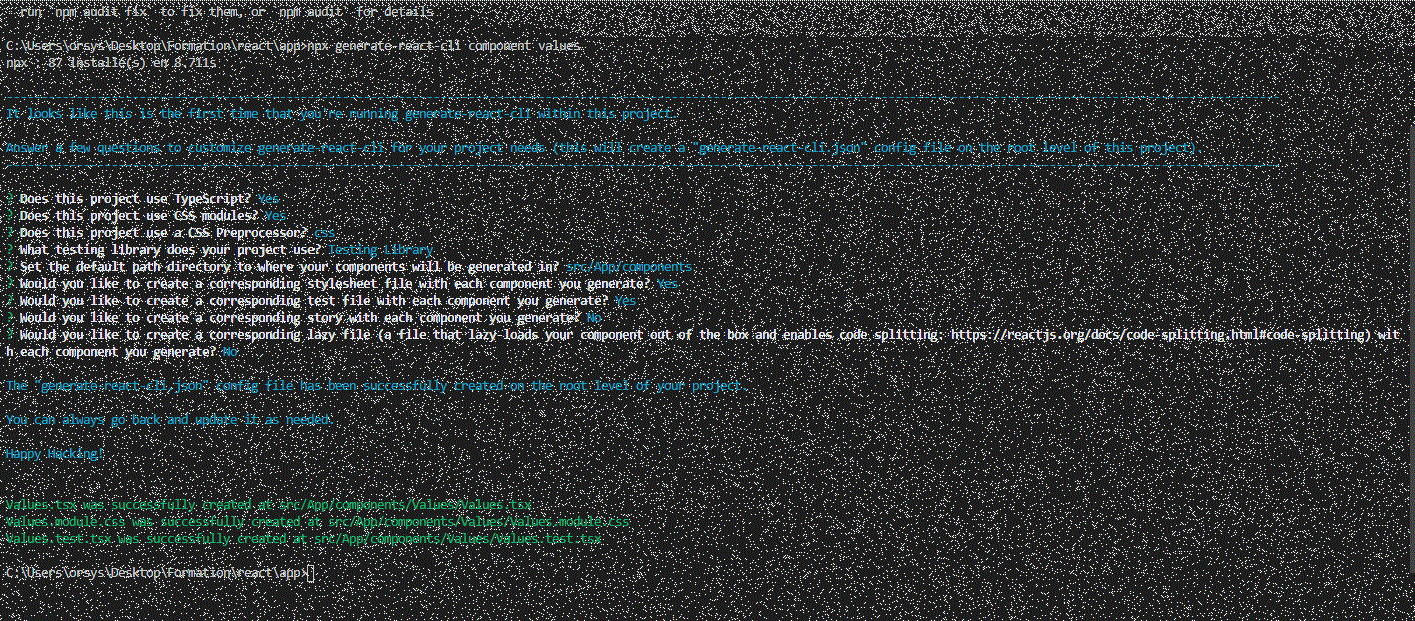 run `npm audit fix` to fix them, or `npm audit` for details
C:\Users\orsys\Desktop\Formation\react\app>npx generate-react-cli component values
npx : 87 installé(s) en 8.711s
It looks like this is the first time that you're running generate-react-cli within this project.
Answer a few questions to customize generate-react-cli for your project needs (this will create a "generate-react-cli.json" config file on the root level of this project).
? Does this project use TypeScript? Yes
? Does this project use CSS modules? Yes
? Does this project use a CSS Preprocessor? css
? What testing library does your project use? Testing Library
? Set the default path directory to where your components will be generated in? src/App/components
? Would you like to create a corresponding stylesheet file with each component you generate? Yes
? Would you like to create a corresponding test file with each component you generate? Yes
? Would you like to create a corresponding story with each component you generate? No
? Would you like to create a corresponding lazy file (a file that lazy-loads your component out of the box and enables code splitting: https://reactjs.org/docs/code-splitting.html#code-splitting) wit
h each component you generate? No
The "generate-react-cli.json" config file has been successfully created on the root level of your project.
You can always go back and update it as needed.
Happy Hacking!
Values.tsx was successfully created at src/App/components/Values/Values.tsx
Values.module.css was successfully created at src/App/components/Values/Values.module.css
Values.test.tsx was successfully created at src/App/components/Values/Values.test.tsx
C:\Users\orsys\Desktop\Formation\react\app>